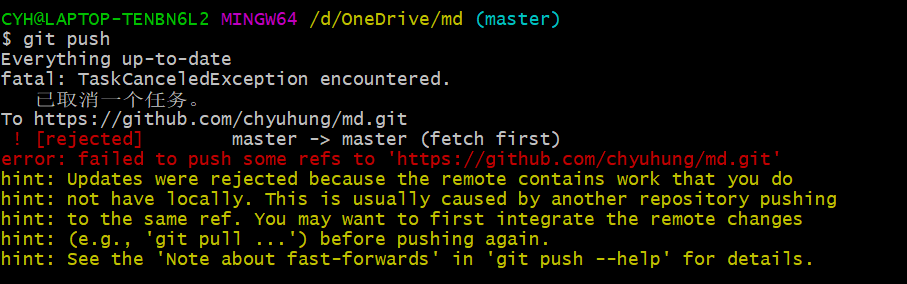 CYH@LAPTOP-TENBN6L2 MINGW64 /d/OneDrive/md (master)
$ git push
Everything up-to-date
fatal: TaskCanceledException encountered.
已取消一个任务。
To https://github.com/chyuhung/md.git
! [rejected] master -> master (fetch first)
error: failed to push some refs to 'https://github.com/chyuhung/md.git'
hint: Updates were rejected because the remote contains work that you do
hint: not have locally. This is usually caused by another repository pushing
hint: to the same ref. You may want to first integrate the remote changes
hint: (e.g., 'git pull ...') before pushing again.
hint: See the 'Note about fast-forwards' in 'git push --help' for details.